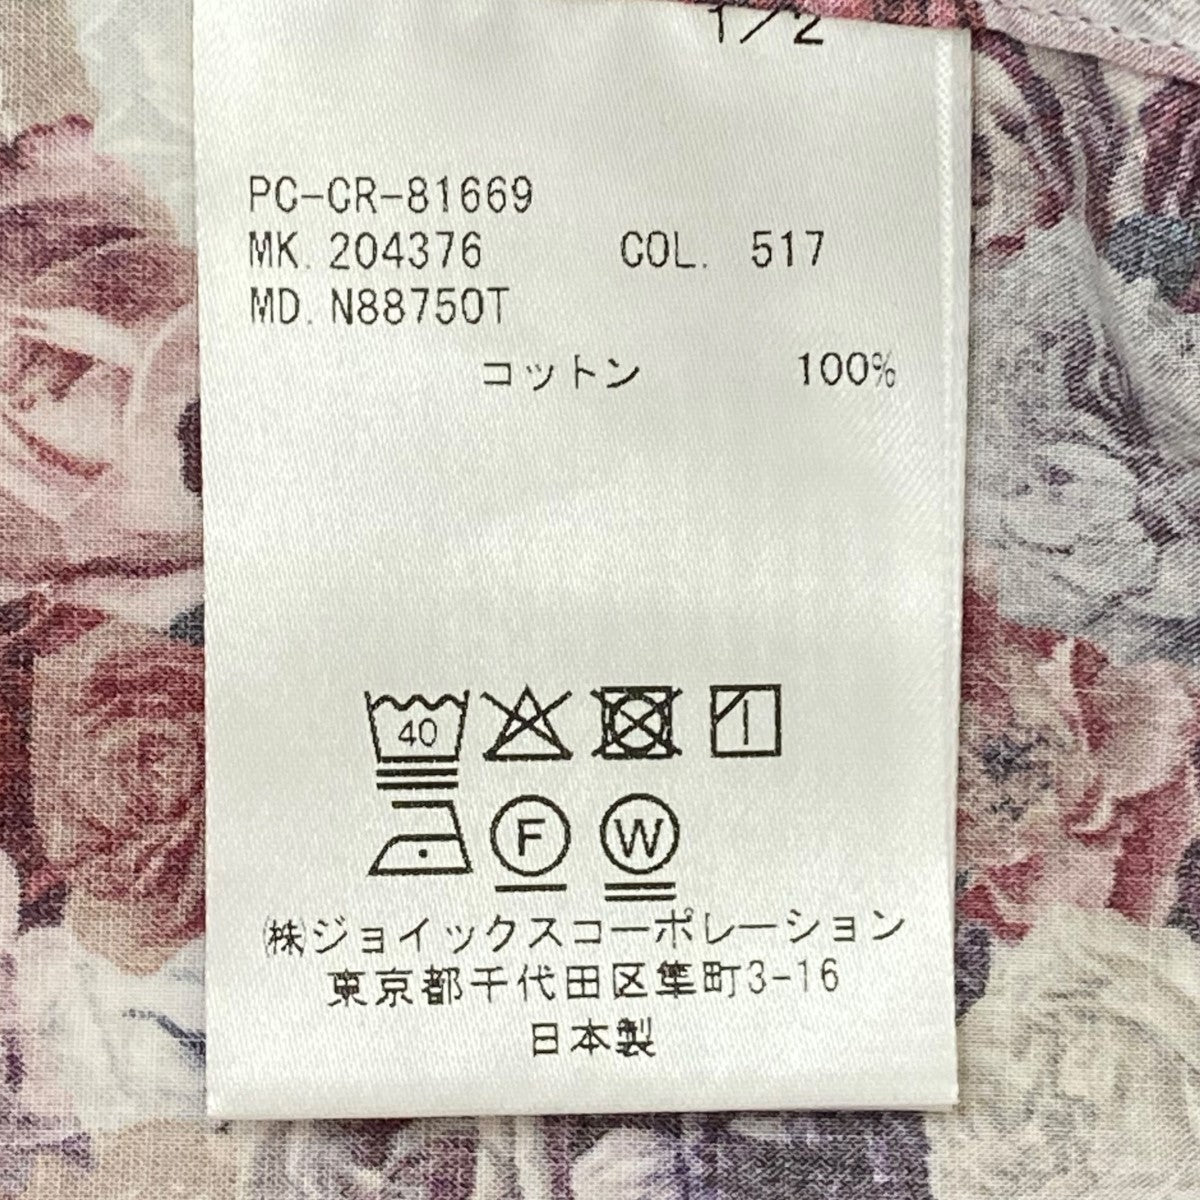 1/2
PC-CR-81669
MK. 204376 COL. 517
MD. N88750T
コットン 100%
40
F W
㈱ジョイックスコーポレーション
東京都千代田区隼町3-16
日本製